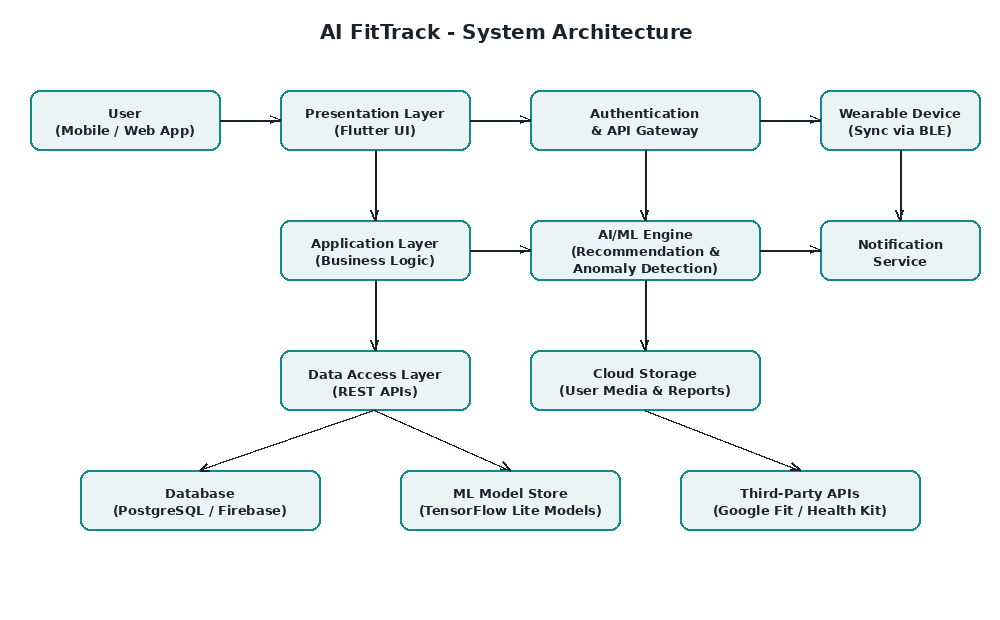 AI FitTrack - System Architecture
User
(Mobile / Web App)
Presentation Layer
(Flutter UI)
Authentication
& API Gateway
Wearable Device
(Sync via BLE)
Application Layer
(Business Logic)
AI/ML Engine
(Recommendation &
Anomaly Detection)
Notification
Service
Data Access Layer
(REST APIs)
Cloud Storage
(User Media & Reports)
Database
(PostgreSQL / Firebase)
ML Model Store
(TensorFlow Lite Models)
Third-Party APIs
(Google Fit / Health Kit)